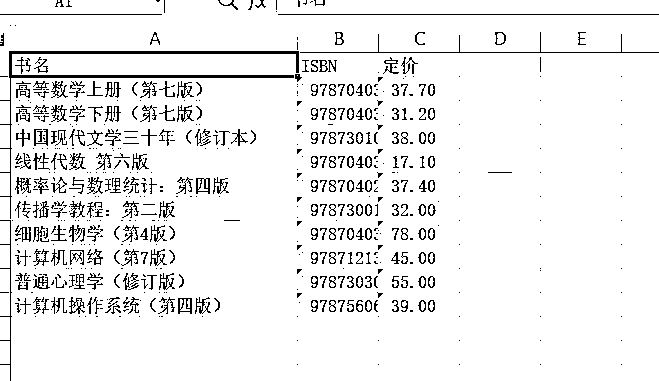 A1 fx 书名
A B C D E
书名 ISBN 定价
高等数学上册（第七版） 97870403 37.70
高等数学下册（第七版） 97870403 31.20
中国现代文学三十年（修订本） 97873010 38.00
线性代数 第六版 97870403 17.10
概率论与数理统计：第四版 97870402 37.40
传播学教程：第二版 97873001 32.00
细胞生物学（第4版） 97870403 78.00
计算机网络（第7版） 97871213 45.00
普通心理学（修订版） 97873030 55.00
计算机操作系统（第四版） 97875606 39.00